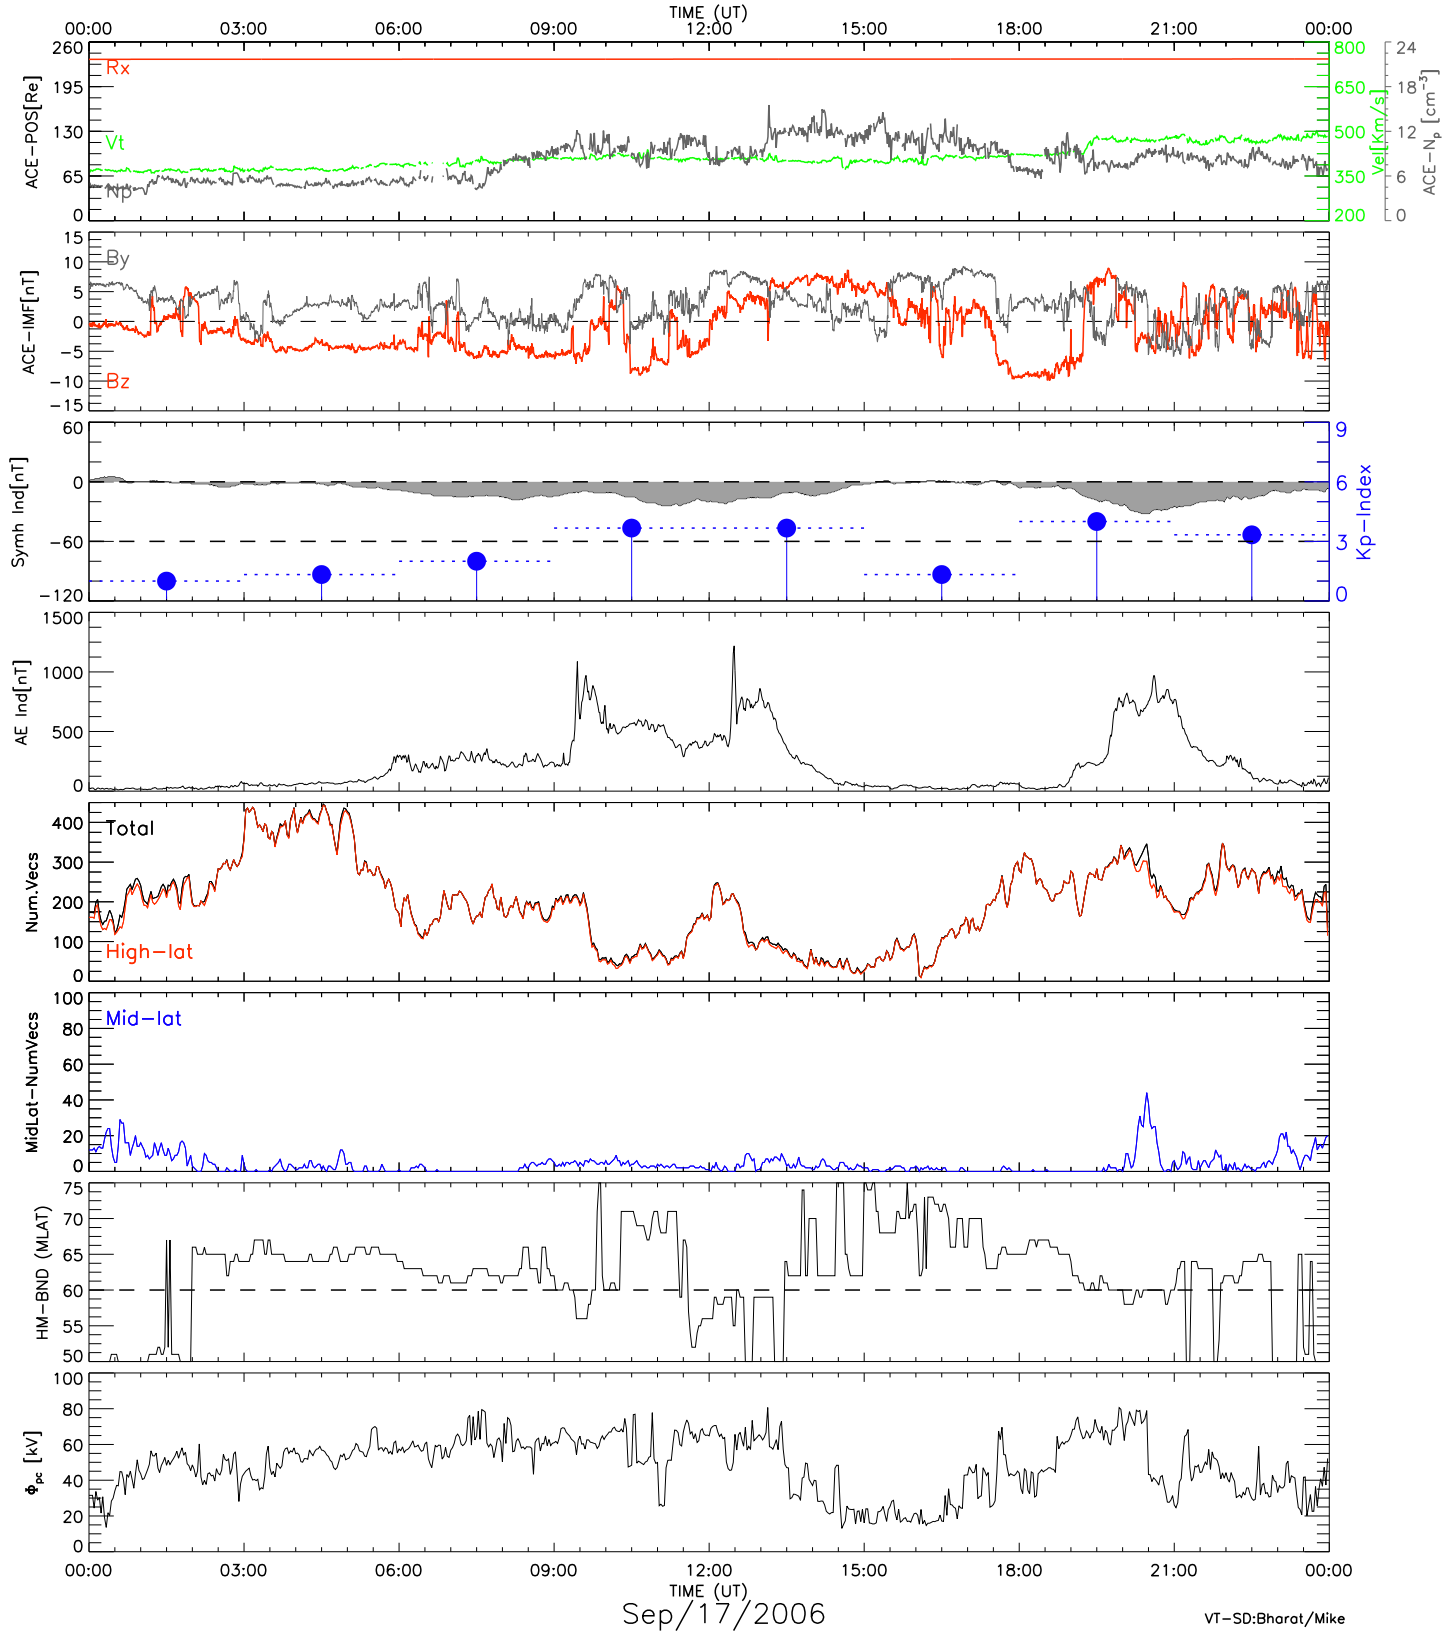 TIME (UT)
00:00 03:00 06:00 09:00 12:00 15:00 18:00 21:00 00:00
260 195 130 65 0
ACE-POS[Re]
Rx
Vt
Np
800 650 500 350 200
Vel[Km/s]
24 18 12 6 0
ACE-Np [cm-3]
15 10 5 0 -5 -10 -15
ACE-IMF[nT]
By
Bz
60 0 -60 -120
Symh Ind[nT]
9 6 3 0
Kp-Index
1500 1000 500 0
AE Ind[nT]
400 300 200 100 0
Num.Vecs
Total
High-lat
100 80 60 40 20 0
MidLat-NumVecs
Mid-lat
75 70 65 60 55 50
HM-BND (MLAT)
100 80 60 40 20 0
Φpc [kV]
00:00 03:00 06:00 09:00 12:00 15:00 18:00 21:00 00:00
TIME (UT)
Sep/17/2006
VT-SD:Bharat/Mike